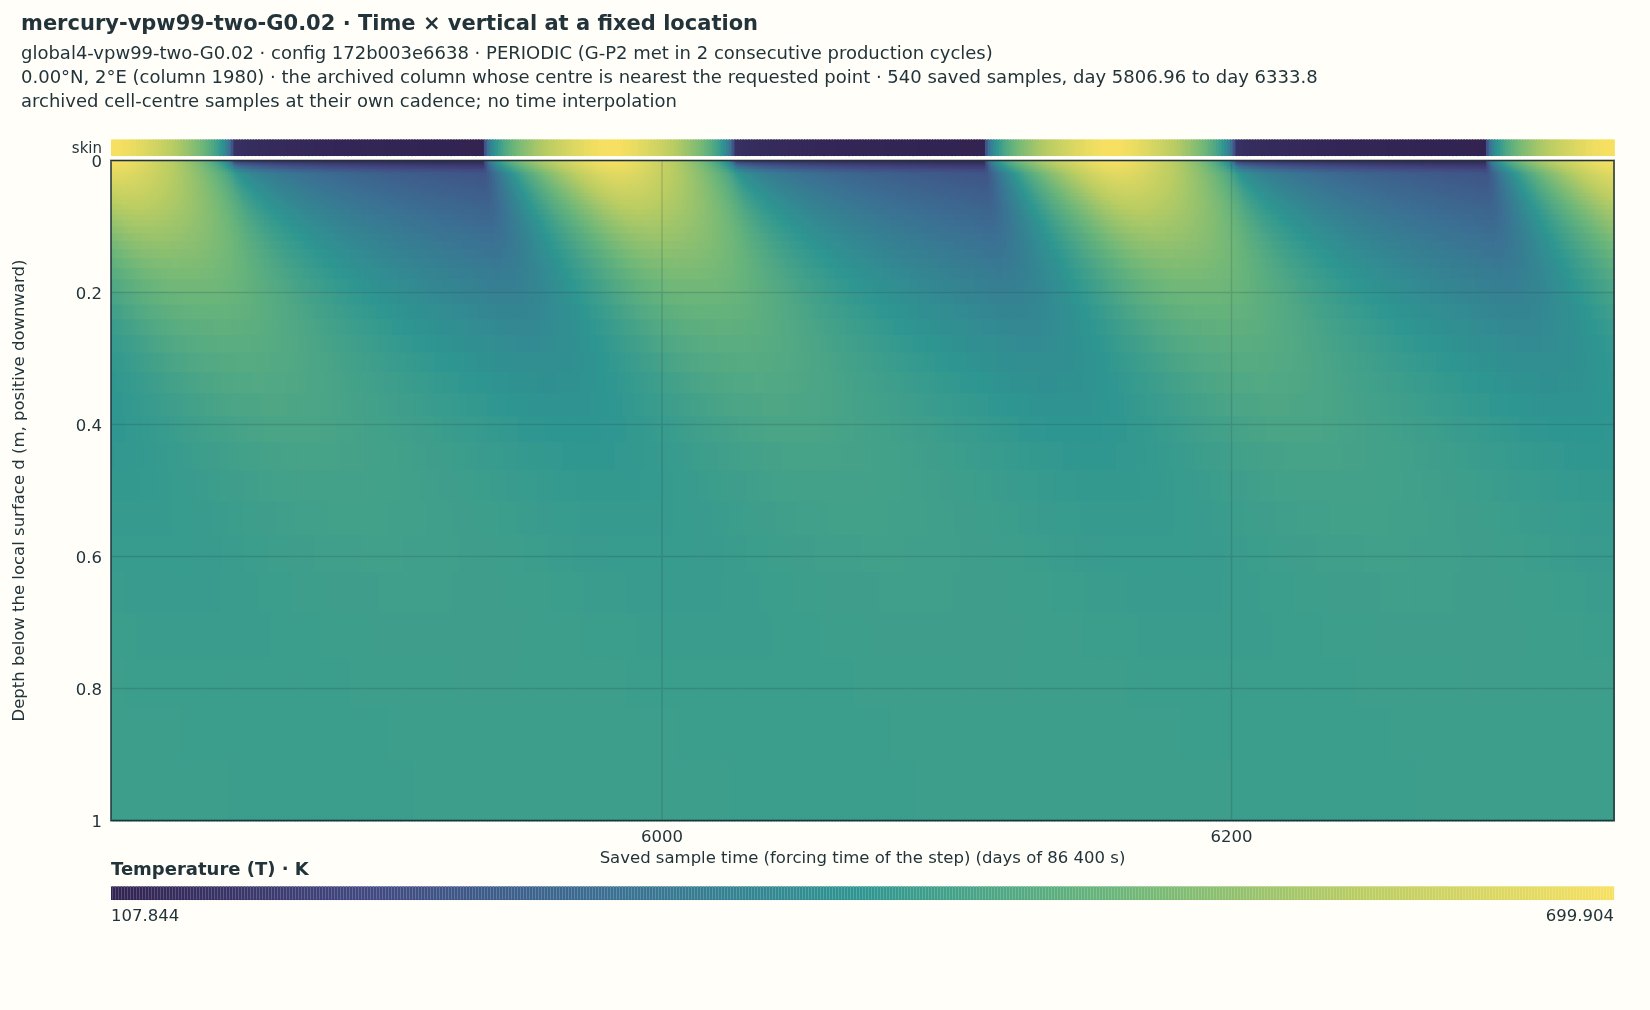 mercury-vpw99-two-G0.02 · Time × vertical at a fixed location
global4-vpw99-two-G0.02 · config 172b003e6638 · PERIODIC (G-P2 met in 2 consecutive production cycles)
0.00°N, 2°E (column 1980) · the archived column whose centre is nearest the requested point · 540 saved samples, day 5806.96 to day 6333.8
archived cell-centre samples at their own cadence; no time interpolation
skin
0
0.2
0.4
0.6
0.8
1
Depth below the local surface d (m, positive downward)
6000
6200
Saved sample time (forcing time of the step) (days of 86 400 s)
Temperature (T) · K
107.844
699.904